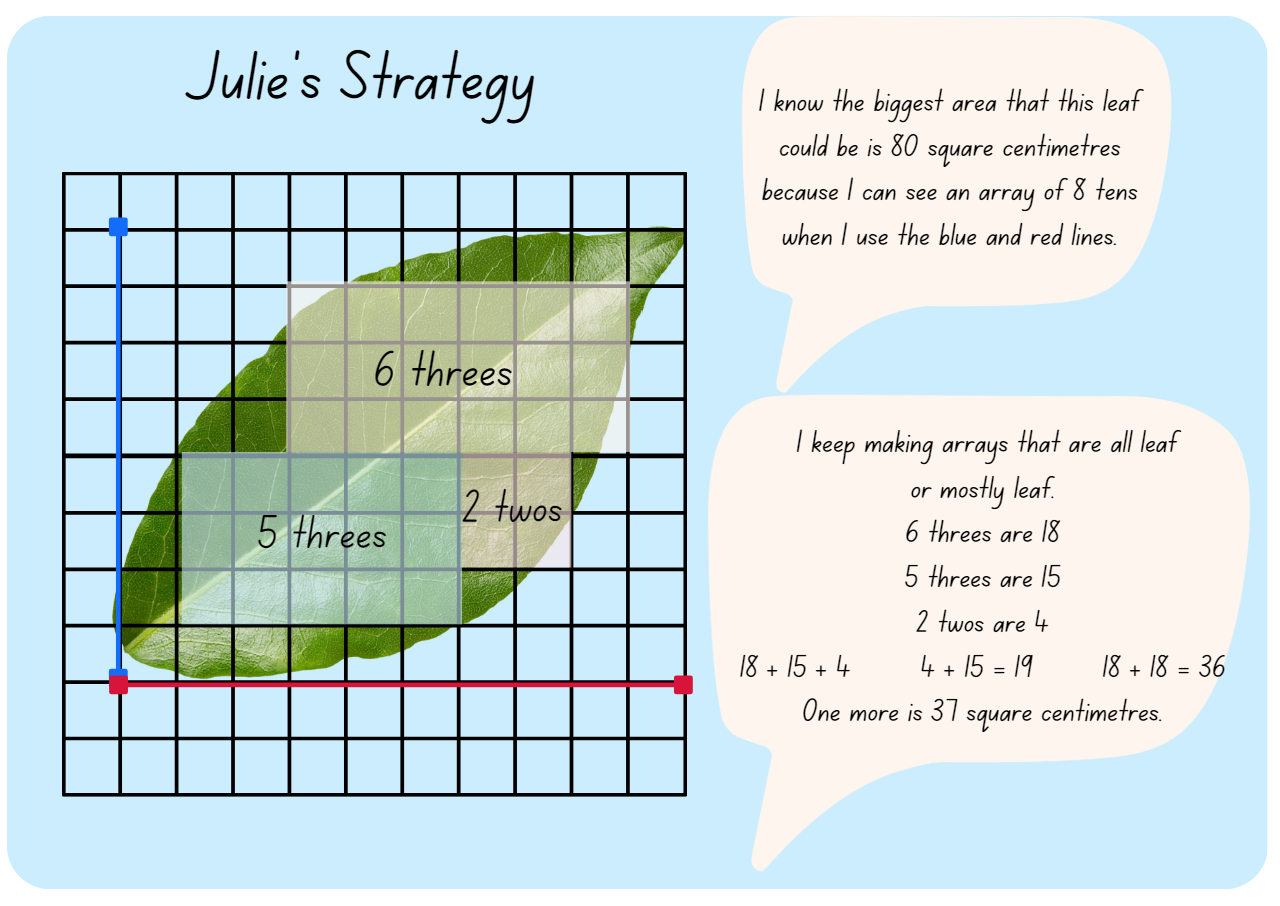 Julie's Strategy
I know the biggest area that this leaf
could be is 80 square centimetres
because I can see an array of 8 tens
when I use the blue and red lines.
6 threes
5 threes
2 twos
I keep making arrays that are all leaf
or mostly leaf.
6 threes are 18
5 threes are 15
2 twos are 4
18 + 15 + 4 4 + 15 = 19 18 + 18 = 36
One more is 37 square centimetres.